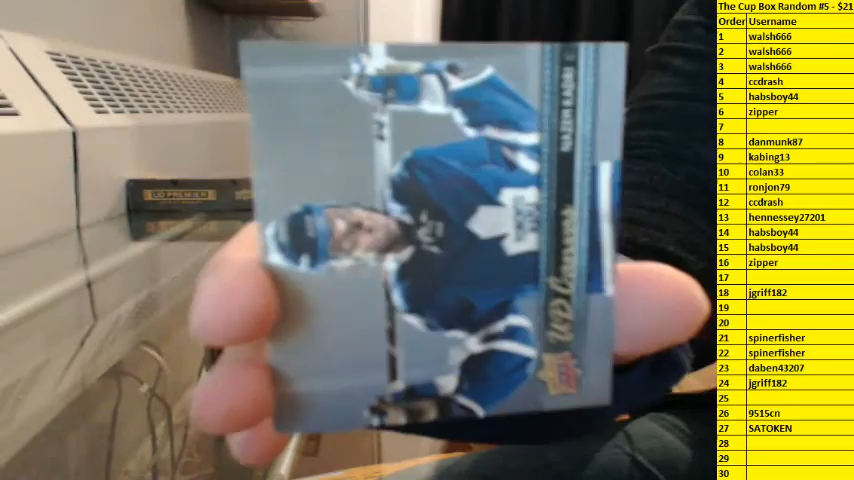 The Cup Box Random #5 - $21
Order Username
1 walsh666
2 walsh666
3 walsh666
4 ccdrash
5 habsboy44
6 zipper
7
8 danmunk87
9 kabing13
10 colan33
11 ronjon79
12 ccdrash
13 hennessey27201
14 habsboy44
15 habsboy44
16 zipper
17
18 jgriff182
19
20
21 spinerfisher
22 spinerfisher
23 daben43207
24 jgriff182
25
26 9515cn
27 SATOKEN
28
29
30
UD PREMIER
NAZEM KADRI
UD Canvas